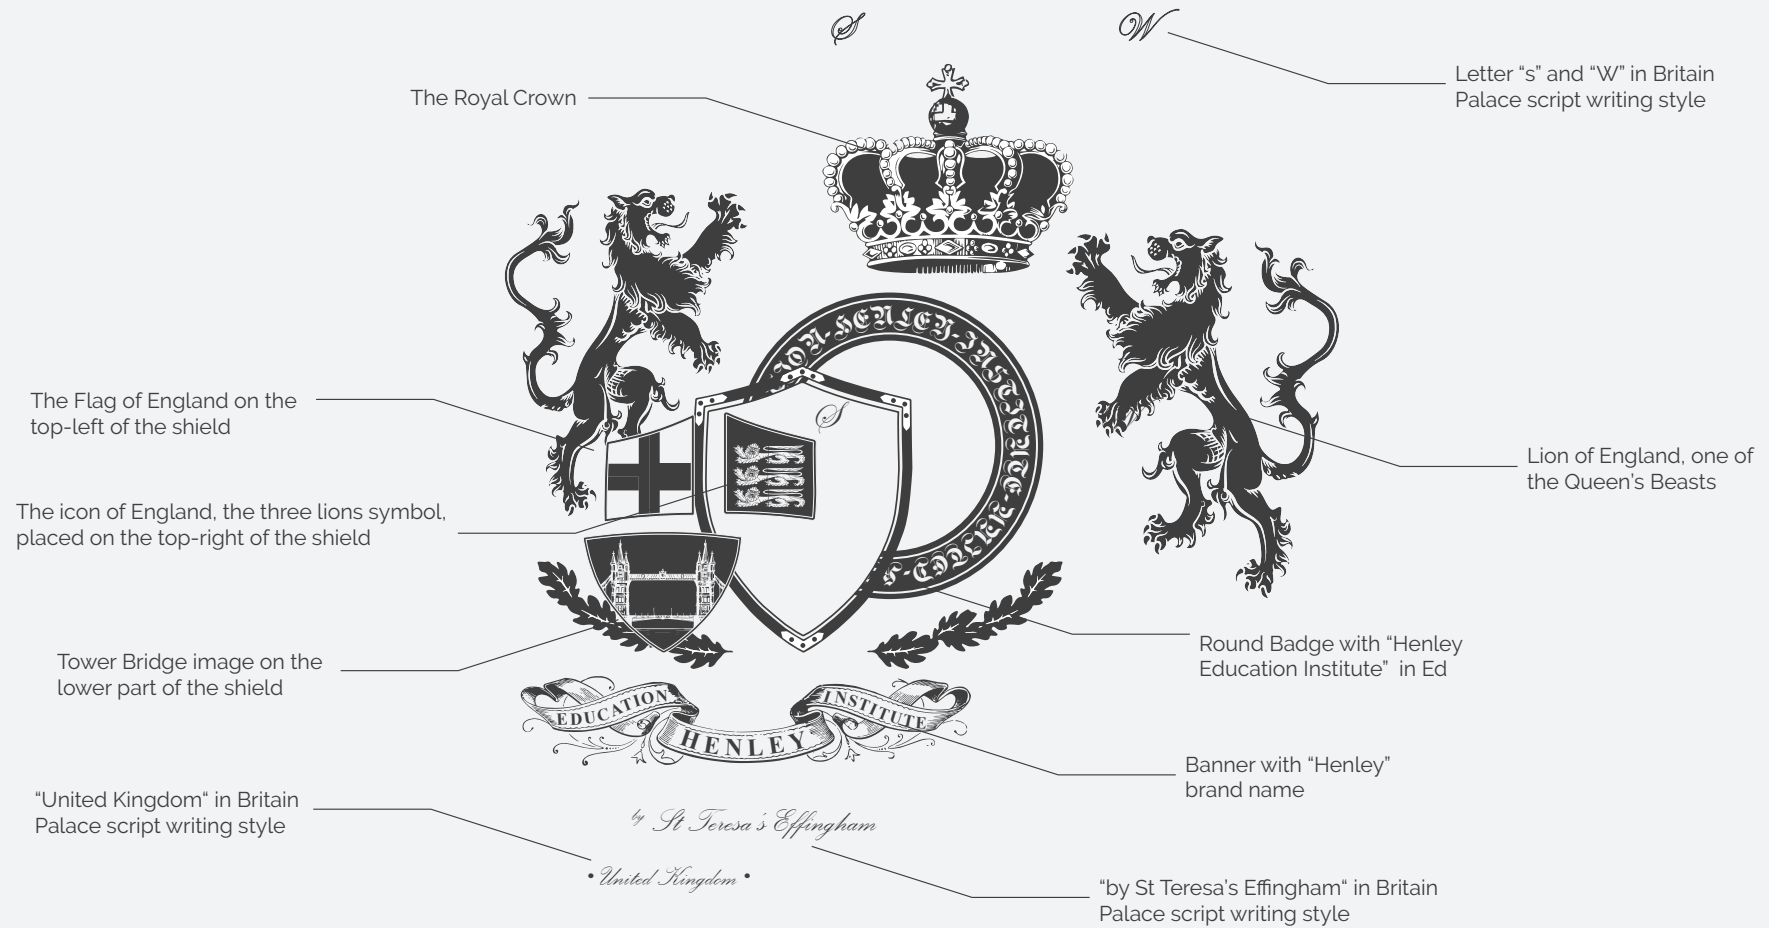 S W
Letter “s” and “W” in Britain
Palace script writing style
The Royal Crown
HENLEY-INSTITUTE-
S
The Flag of England on the
top-left of the shield
Lion of England, one of
the Queen's Beasts
The icon of England, the three lions symbol,
placed on the top-right of the shield
Round Badge with “Henley
Education Institute” in Ed
Tower Bridge image on the
lower part of the shield
EDUCATION
INSTITUTE
HENLEY
Banner with “Henley”
brand name
“United Kingdom“ in Britain
Palace script writing style
by St Teresa's Effingham
• United Kingdom •
“by St Teresa's Effingham“ in Britain
Palace script writing style